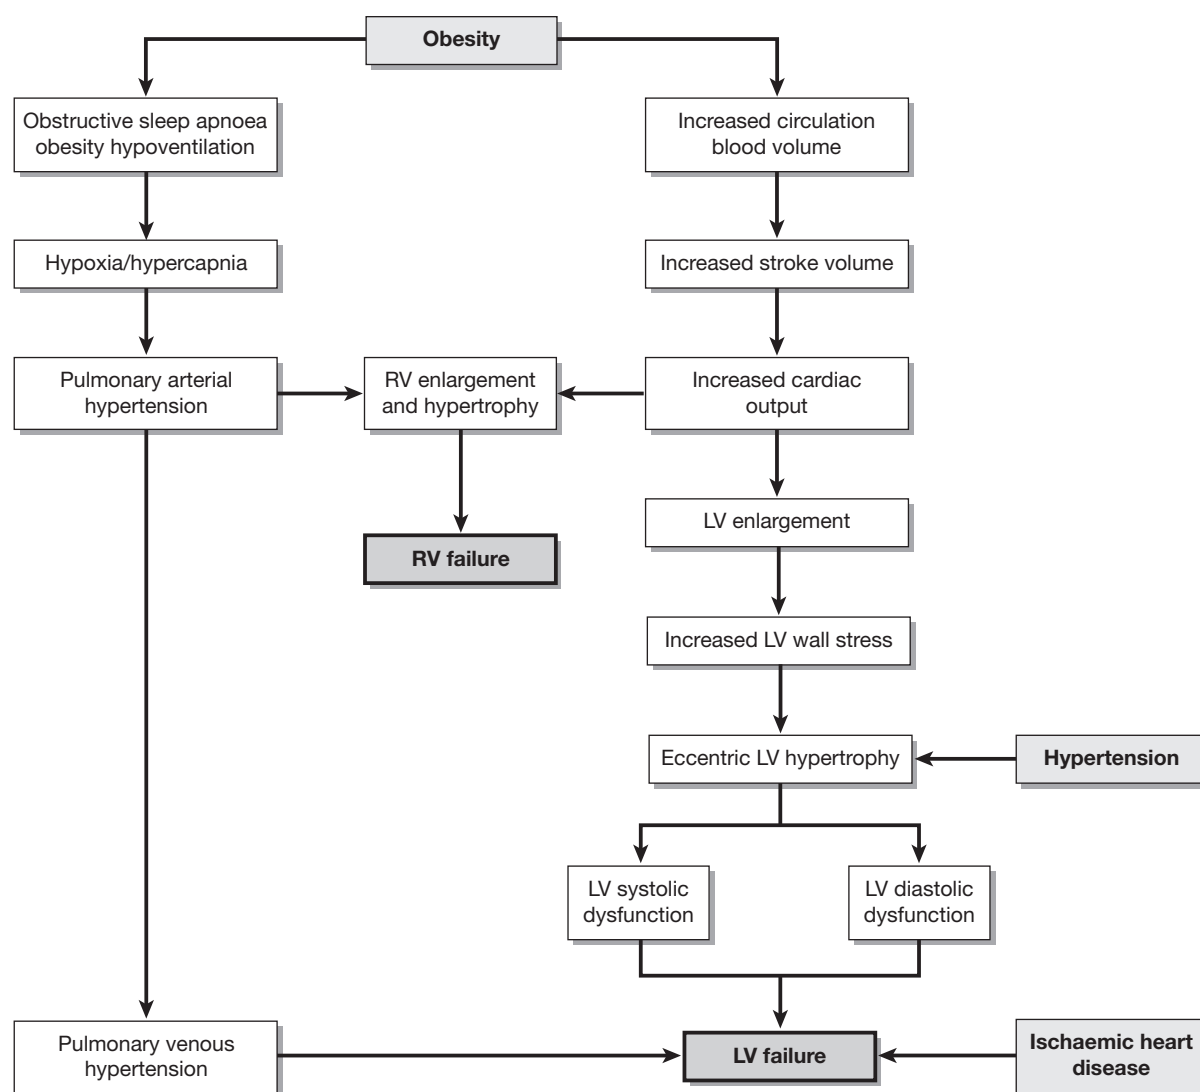 Obesity
Obstructive sleep apnoea
obesity hypoventilation
Increased circulation
blood volume
Hypoxia/hypercapnia
Increased stroke volume
Pulmonary arterial
hypertension
RV enlargement
and hypertrophy
Increased cardiac
output
LV enlargement
RV failure
Increased LV wall stress
Eccentric LV hypertrophy
Hypertension
LV systolic
dysfunction
LV diastolic
dysfunction
Pulmonary venous
hypertension
LV failure
Ischaemic heart
disease